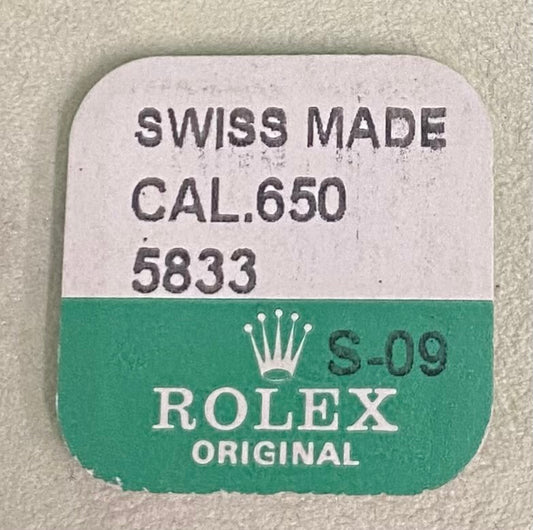 SWISS MADE
CAL.650
5833
S-09
ROLEX
ORIGINAL